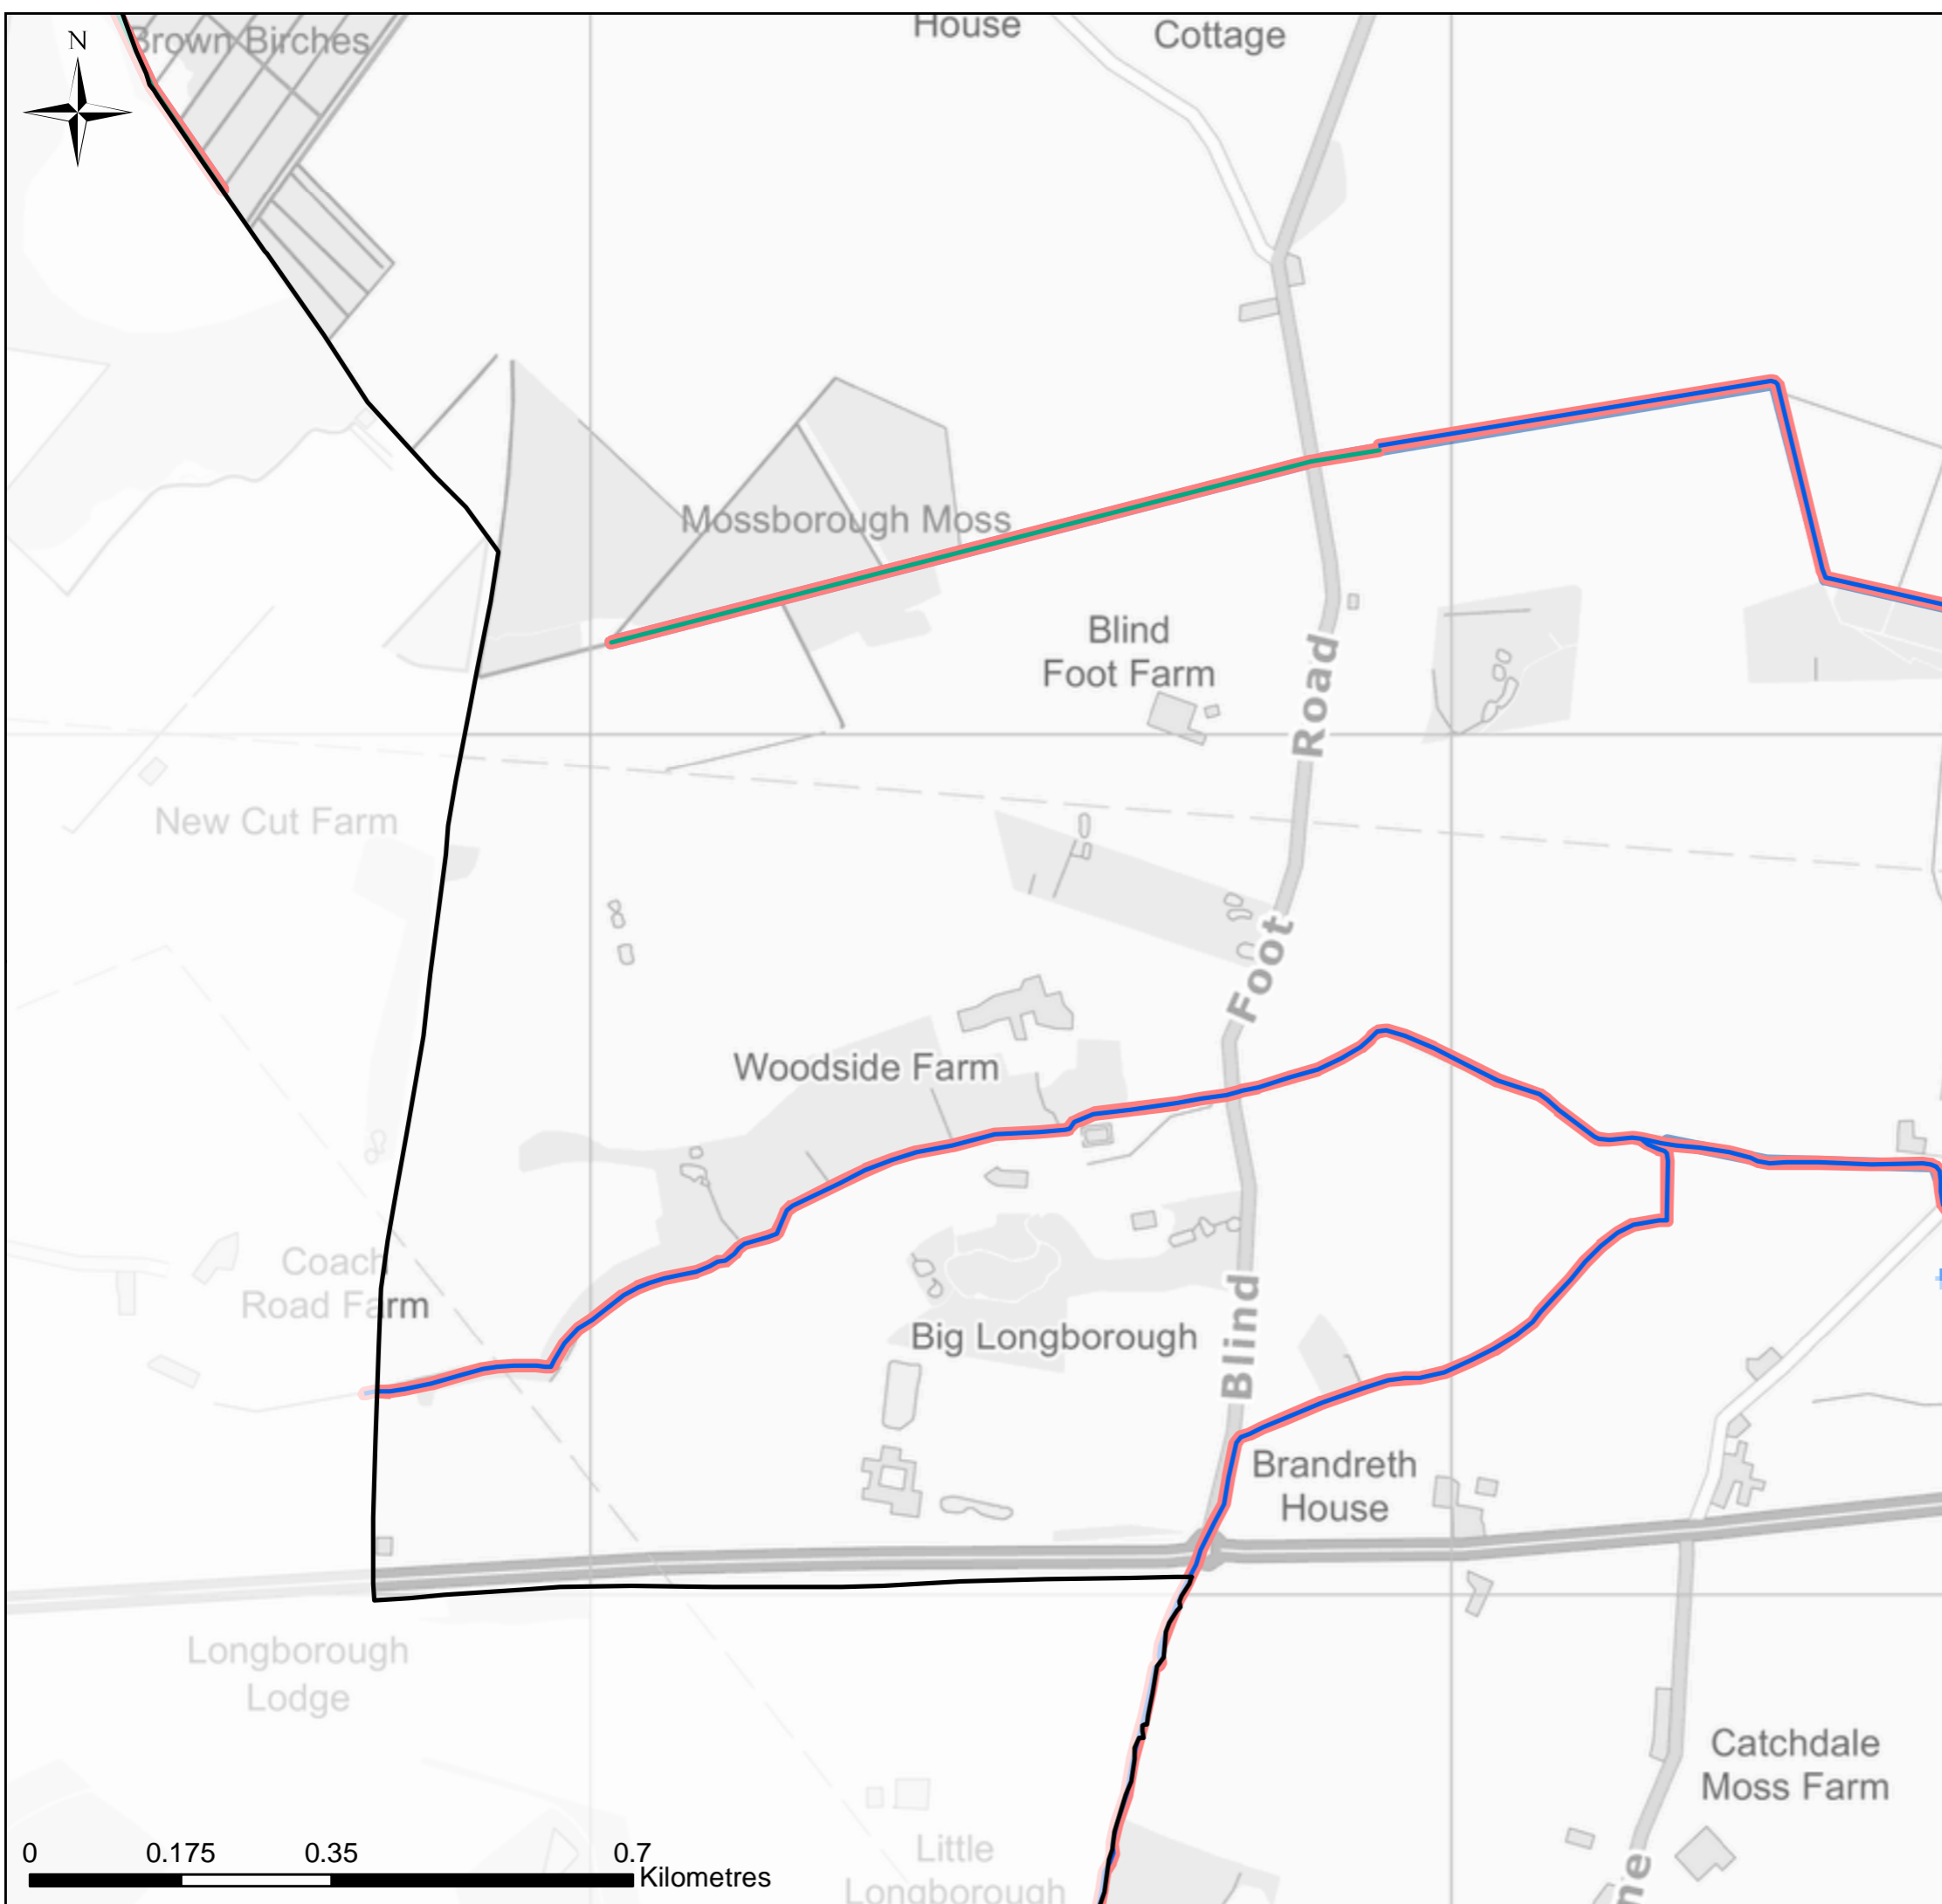 House
Cottage
Brown Birches
N
Mossborough Moss
Blind
Foot Farm
Road
New Cut Farm
Foot
Woodside Farm
Coach
Road Farm
Big Longborough
Blind
Brandreth
House
Longborough
Lodge
Catchdale
Moss Farm
Little
Longborough
0 0.175 0.35 0.7
Kilometres